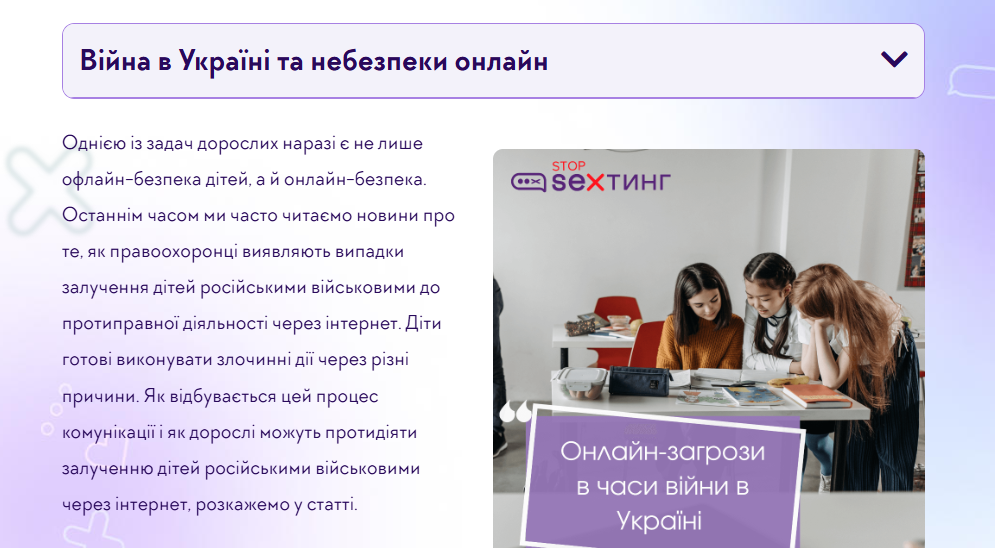 Війна в Україні та небезпеки онлайн
Однією із задач дорослих наразі є не лише
офлайн-безпека дітей, а й онлайн-безпека.
Останнім часом ми часто читаємо новини про
те, як правоохоронці виявляють випадки
залучення дітей російськими військовими до
протиправної діяльності через інтернет. Діти
готові виконувати злочинні дії через різні
причини. Як відбувається цей процес
комунікації і як дорослі можуть протидіяти
залученню дітей російськими військовими
через інтернет, розкажемо у статті.
STOP
sexТИНГ
Онлайн-загрози
в часи війни в
Україні